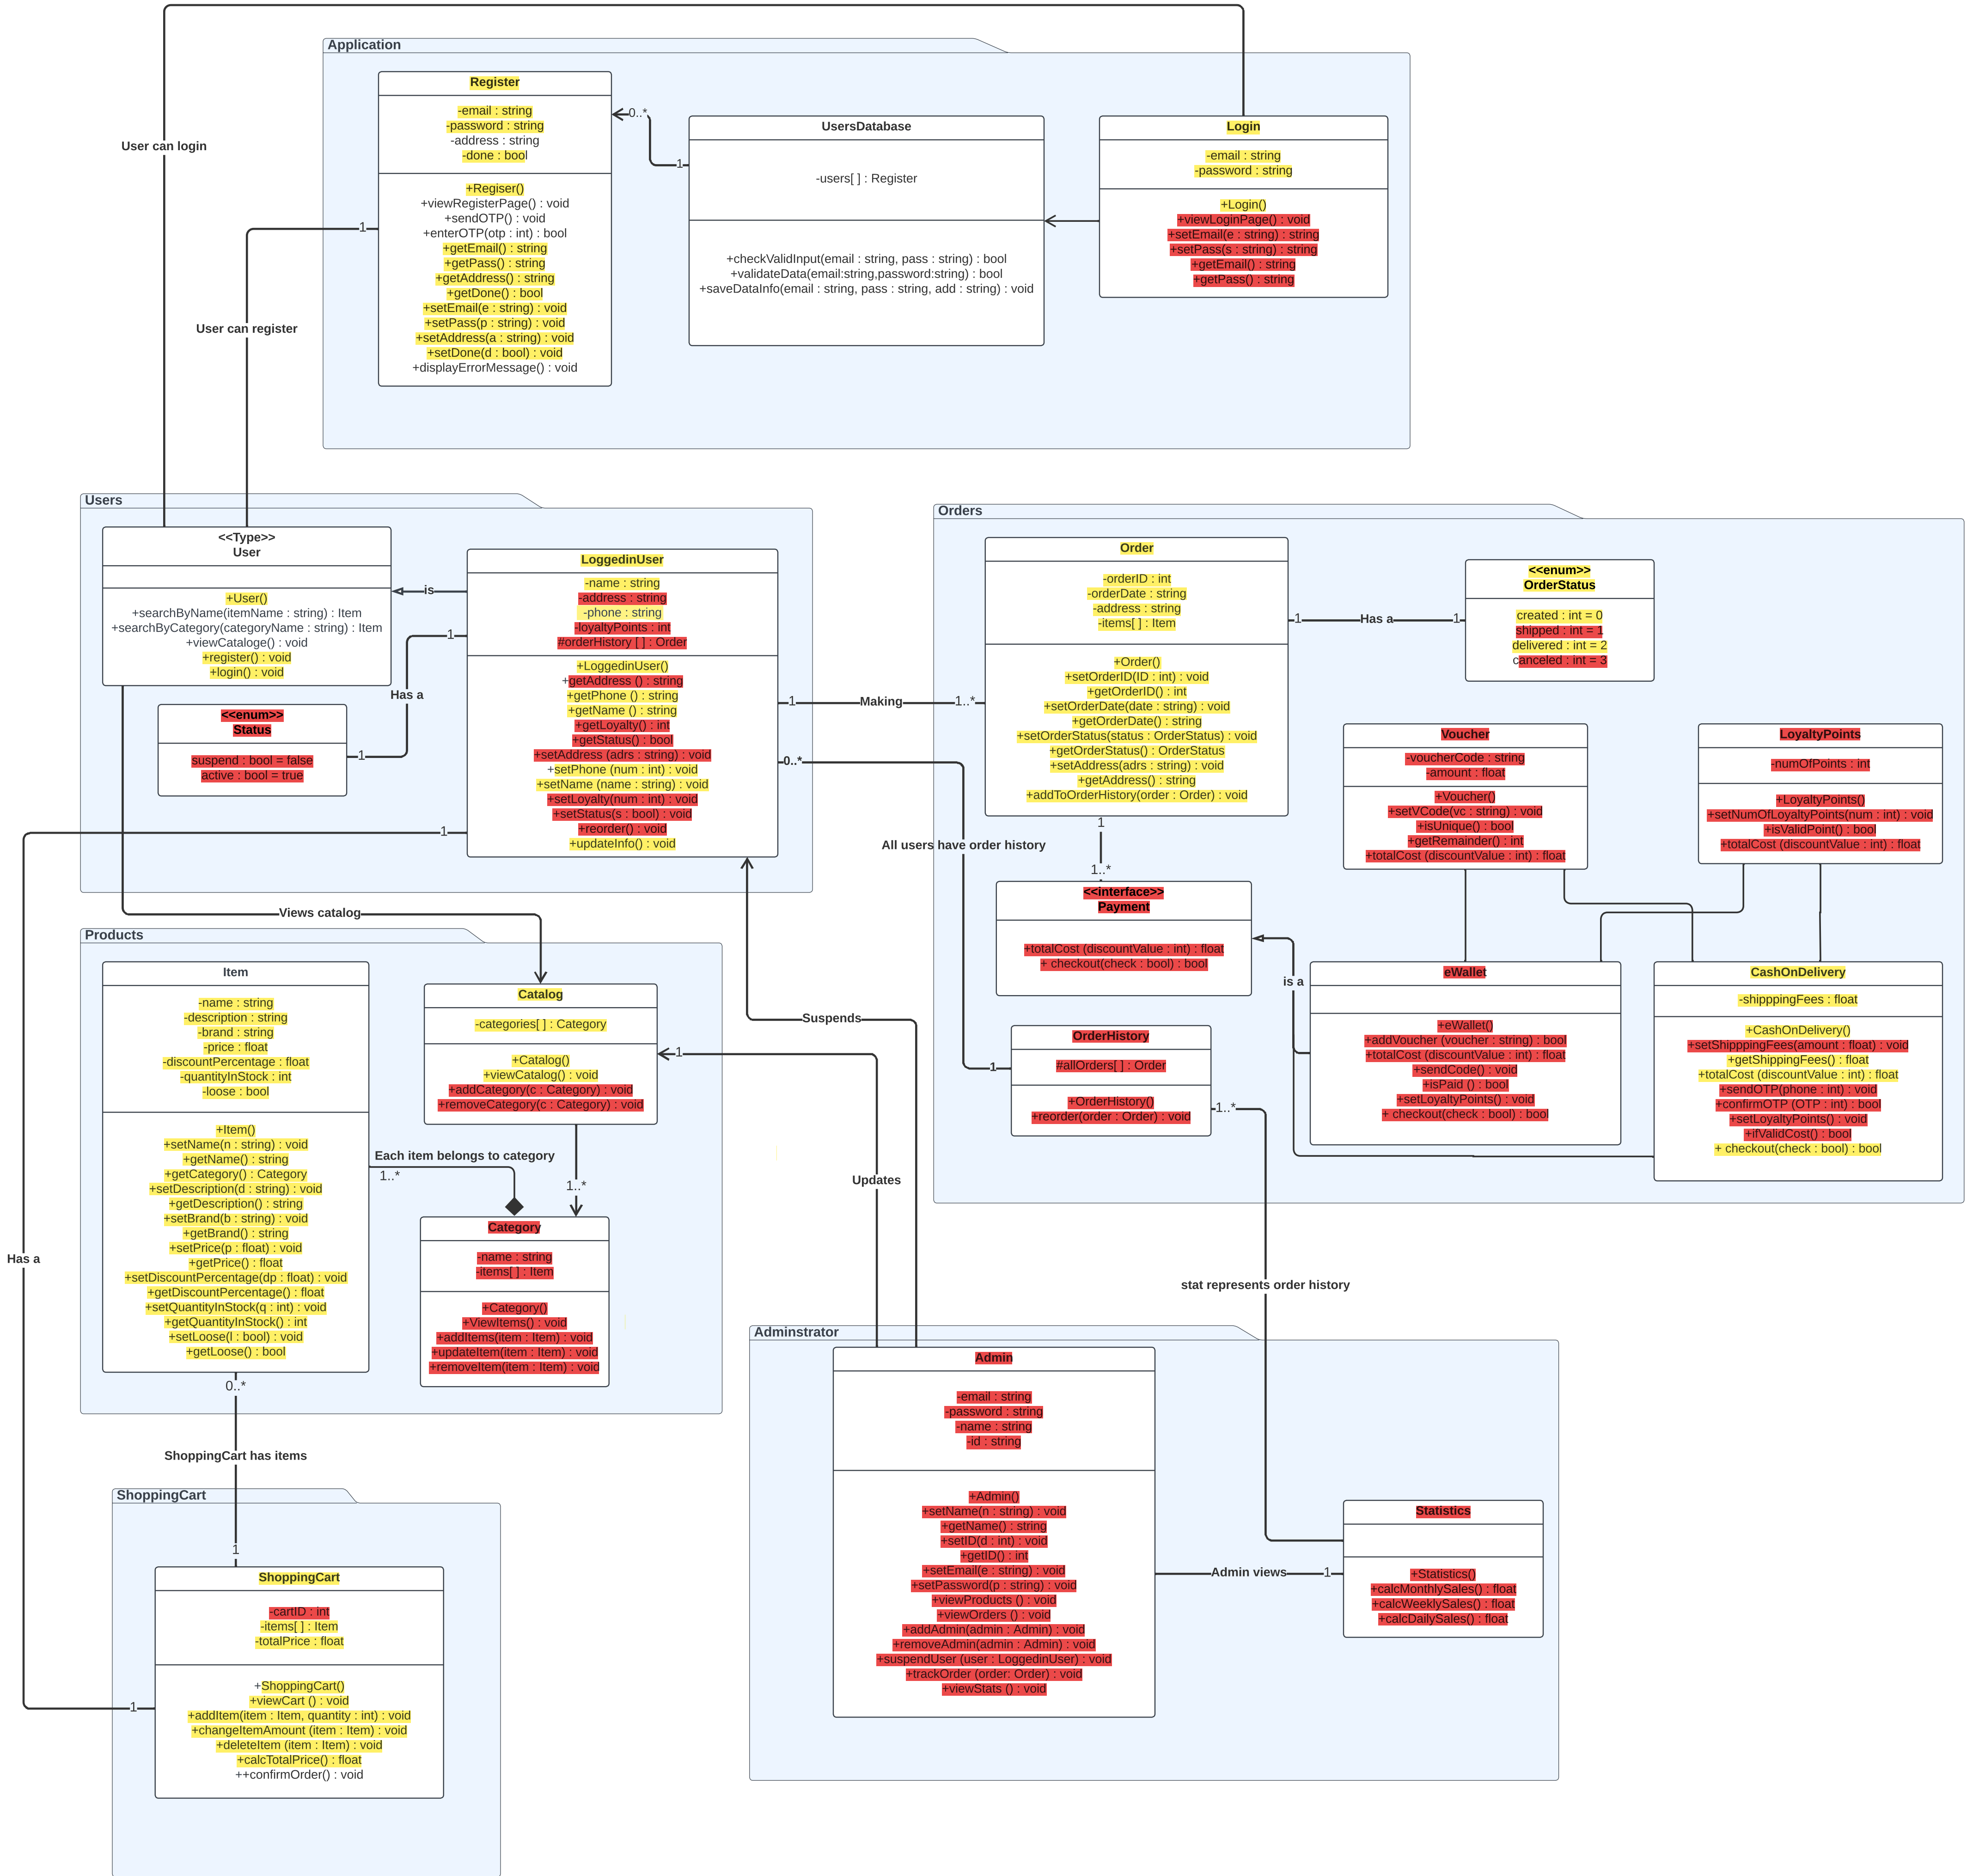 Application
Register
-email : string
-password : string
-address : string
-done : bool
+Regiser()
+viewRegisterPage() : void
+sendOTP() : void
+enterOTP(otp : int) : bool
+getEmail() : string
+getPass() : string
+getAddress() : string
+getDone() : bool
+setEmail(e : string) : void
+setPass(p : string) : void
+setAddress(a : string) : void
+setDone(d : bool) : void
+displayErrorMessage() : void
0..*
1
UsersDatabase
-users[ ] : Register
+checkValidInput(email : string, pass : string) : bool
+validateData(email:string,password:string) : bool
+saveDataInfo(email : string, pass : string, add : string) : void
Login
-email : string
-password : string
+Login()
+viewLoginPage() : void
+setEmail(e : string) : string
+setPass(s : string) : string
+getEmail() : string
+getPass() : string
User can login
1
User can register
Users
<<Type>>
User
+User()
+searchByName(itemName : string) : Item
+searchByCategory(categoryName : string) : Item
+viewCataloge() : void
+register() : void
+login() : void
is
LoggedinUser
-name : string
-address : string
-phone : string
-loyaltyPoints : int
#orderHistory [ ] : Order
+LoggedinUser()
+getAddress () : string
+getPhone () : string
+getName () : string
+getLoyalty() : int
+getStatus() : bool
+setAddress (adrs : string) : void
+setPhone (num : int) : void
+setName (name : string) : void
+setLoyalty(num : int) : void
+setStatus(s : bool) : void
+reorder() : void
+updateInfo() : void
1
Has a
1
<<enum>>
Status
suspend : bool = false
active : bool = true
1
1
Making
1..*
0..*
All users have order history
1
Orders
Order
-orderID : int
-orderDate : string
-address : string
-items[ ] : Item
+Order()
+setOrderID(ID : int) : void
+getOrderID() : int
+setOrderDate(date : string) : void
+getOrderDate() : string
+setOrderStatus(status : OrderStatus) : void
+getOrderStatus() : OrderStatus
+setAddress(adrs : string) : void
+getAddress() : string
+addToOrderHistory(order : Order) : void
1
Has a
1
<<enum>>
OrderStatus
created : int = 0
shipped : int = 1
delivered : int = 2
canceled : int = 3
Voucher
-voucherCode : string
-amount : float
+Voucher()
+setVCode(vc : string) : void
+isUnique() : bool
+getRemainder() : int
+totalCost (discountValue : int) : float
LoyaltyPoints
-numOfPoints : int
+LoyaltyPoints()
+setNumOfLoyaltyPoints(num : int) : void
+isValidPoint() : bool
+totalCost (discountValue : int) : float
1
1..*
<<interface>>
Payment
+totalCost (discountValue : int) : float
+ checkout(check : bool) : bool
is a
eWallet
+eWallet()
+addVoucher (voucher : string) : bool
+totalCost (discountValue : int) : float
+sendCode() : void
+isPaid () : bool
+setLoyaltyPoints() : void
+ checkout(check : bool) : bool
CashOnDelivery
-shipppingFees : float
+CashOnDelivery()
+setShipppingFees(amount : float) : void
+getShippingFees() : float
+totalCost (discountValue : int) : float
+sendOTP(phone : int) : void
+confirmOTP (OTP : int) : bool
+setLoyaltyPoints() : void
+ifValidCost() : bool
+ checkout(check : bool) : bool
OrderHistory
#allOrders[ ] : Order
+OrderHistory()
+reorder(order : Order) : void
1..*
stat represents order history
Views catalog
Products
Item
-name : string
-description : string
-brand : string
-price : float
-discountPercentage : float
-quantityInStock : int
-loose : bool
+Item()
+setName(n : string) : void
+getName() : string
+getCategory() : Category
+setDescription(d : string) : void
+getDescription() : string
+setBrand(b : string) : void
+getBrand() : string
+setPrice(p : float) : void
+getPrice() : float
+setDiscountPercentage(dp : float) : void
+getDiscountPercentage() : float
+setQuantityInStock(q : int) : void
+getQuantityInStock() : int
+setLoose(l : bool) : void
+getLoose() : bool
Catalog
-categories[ ] : Category
+Catalog()
+viewCatalog() : void
+addCategory(c : Category) : void
+removeCategory(c : Category) : void
1
Suspends
Updates
Each item belongs to category
1..*
1..*
Category
-name : string
-items[ ] : Item
+Category()
+ViewItems() : void
+addItems(item : Item) : void
+updateItem(item : Item) : void
+removeItem(item : Item) : void
Has a
0..*
ShoppingCart has items
1
ShoppingCart
ShoppingCart
-cartID : int
-items[ ] : Item
-totalPrice : float
+ShoppingCart()
+viewCart () : void
+addItem(item : Item, quantity : int) : void
+changeItemAmount (item : Item) : void
+deleteItem (item : Item) : void
+calcTotalPrice() : float
++confirmOrder() : void
1
Adminstrator
Admin
-email : string
-password : string
-name : string
-id : string
+Admin()
+setName(n : string) : void
+getName() : string
+setID(d : int) : void
+getID() : int
+setEmail(e : string) : void
+setPassword(p : string) : void
+viewProducts () : void
+viewOrders () : void
+addAdmin(admin : Admin) : void
+removeAdmin(admin : Admin) : void
+suspendUser (user : LoggedinUser) : void
+trackOrder (order: Order) : void
+viewStats () : void
Admin views
1
Statistics
+Statistics()
+calcMonthlySales() : float
+calcWeeklySales() : float
+calcDailySales() : float